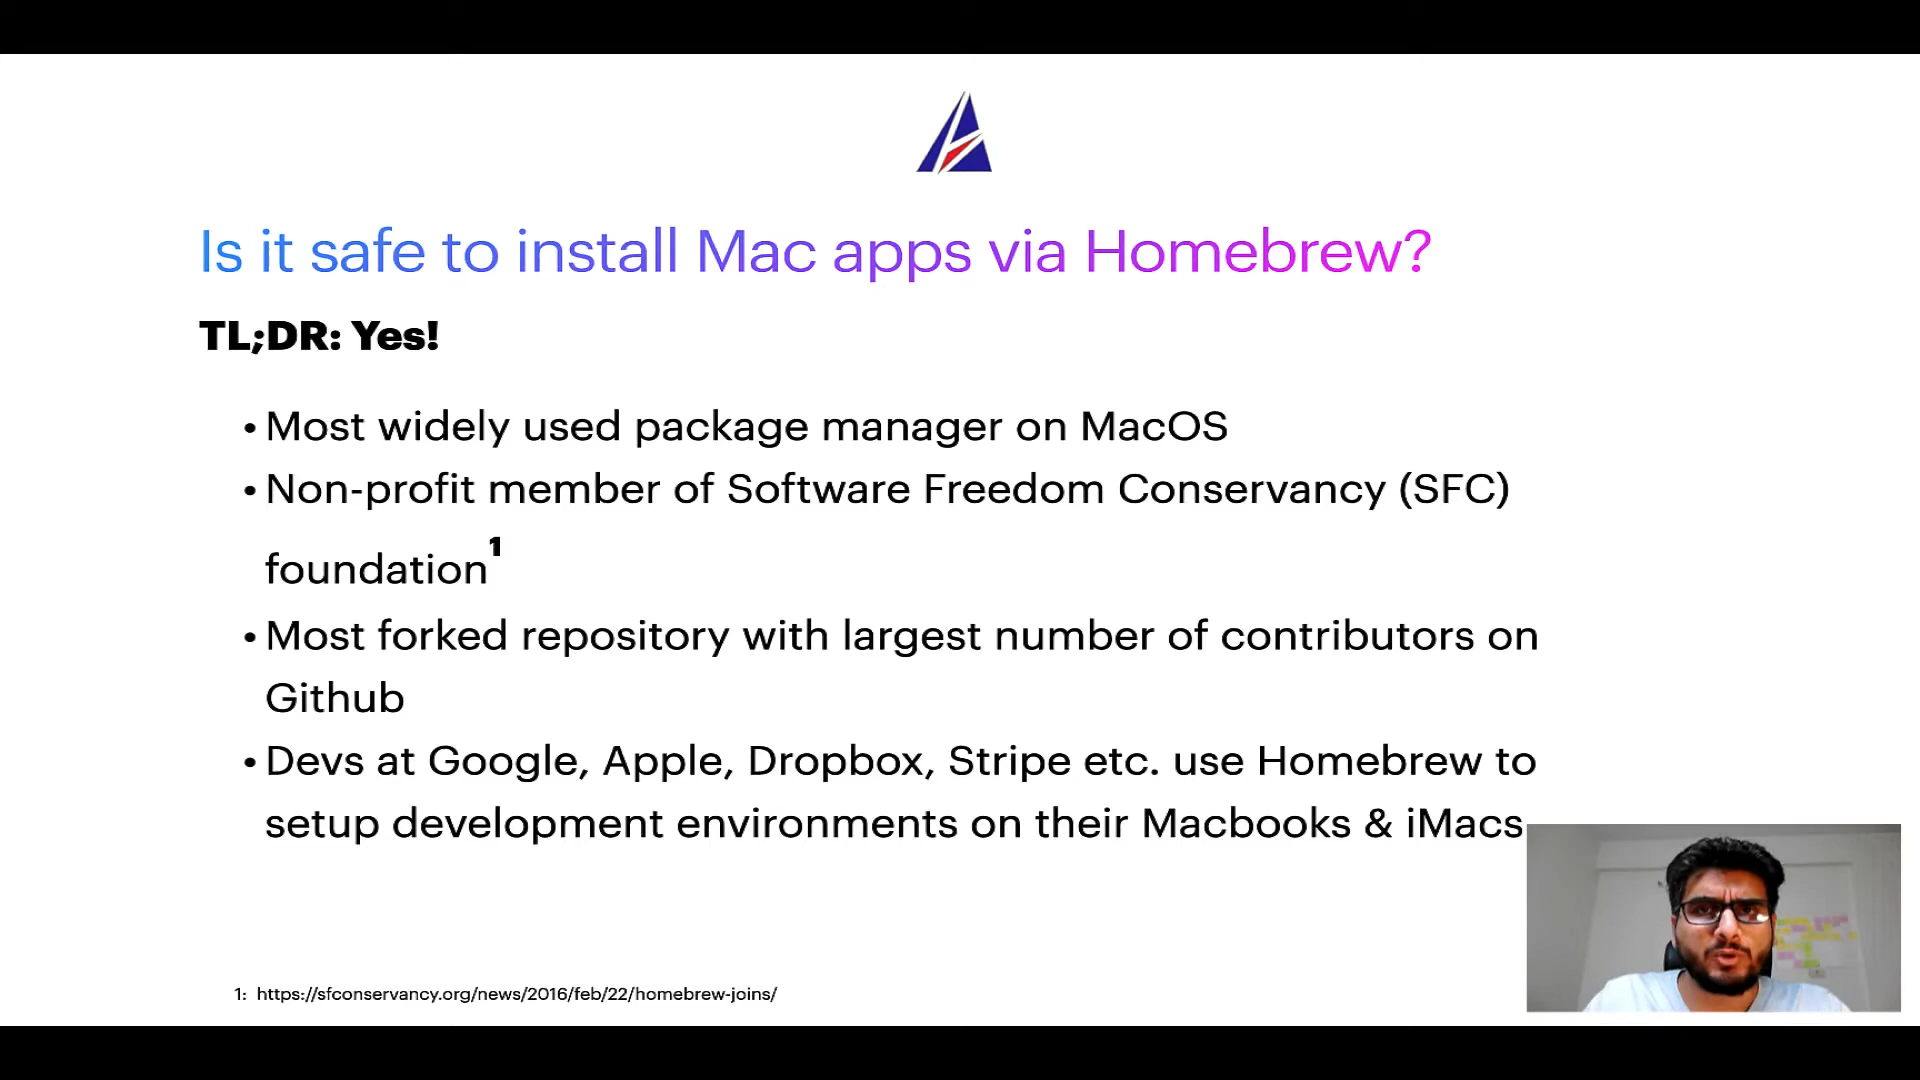 Is it safe to install Mac apps via Homebrew?
TL;DR: Yes!
• Most widely used package manager on MacOS
• Non-profit member of Software Freedom Conservancy (SFC)
foundation¹
• Most forked repository with largest number of contributors on
Github
• Devs at Google, Apple, Dropbox, Stripe etc. use Homebrew to
setup development environments on their Macbooks & iMacs
1: https://sfconservancy.org/news/2016/feb/22/homebrew-joins/